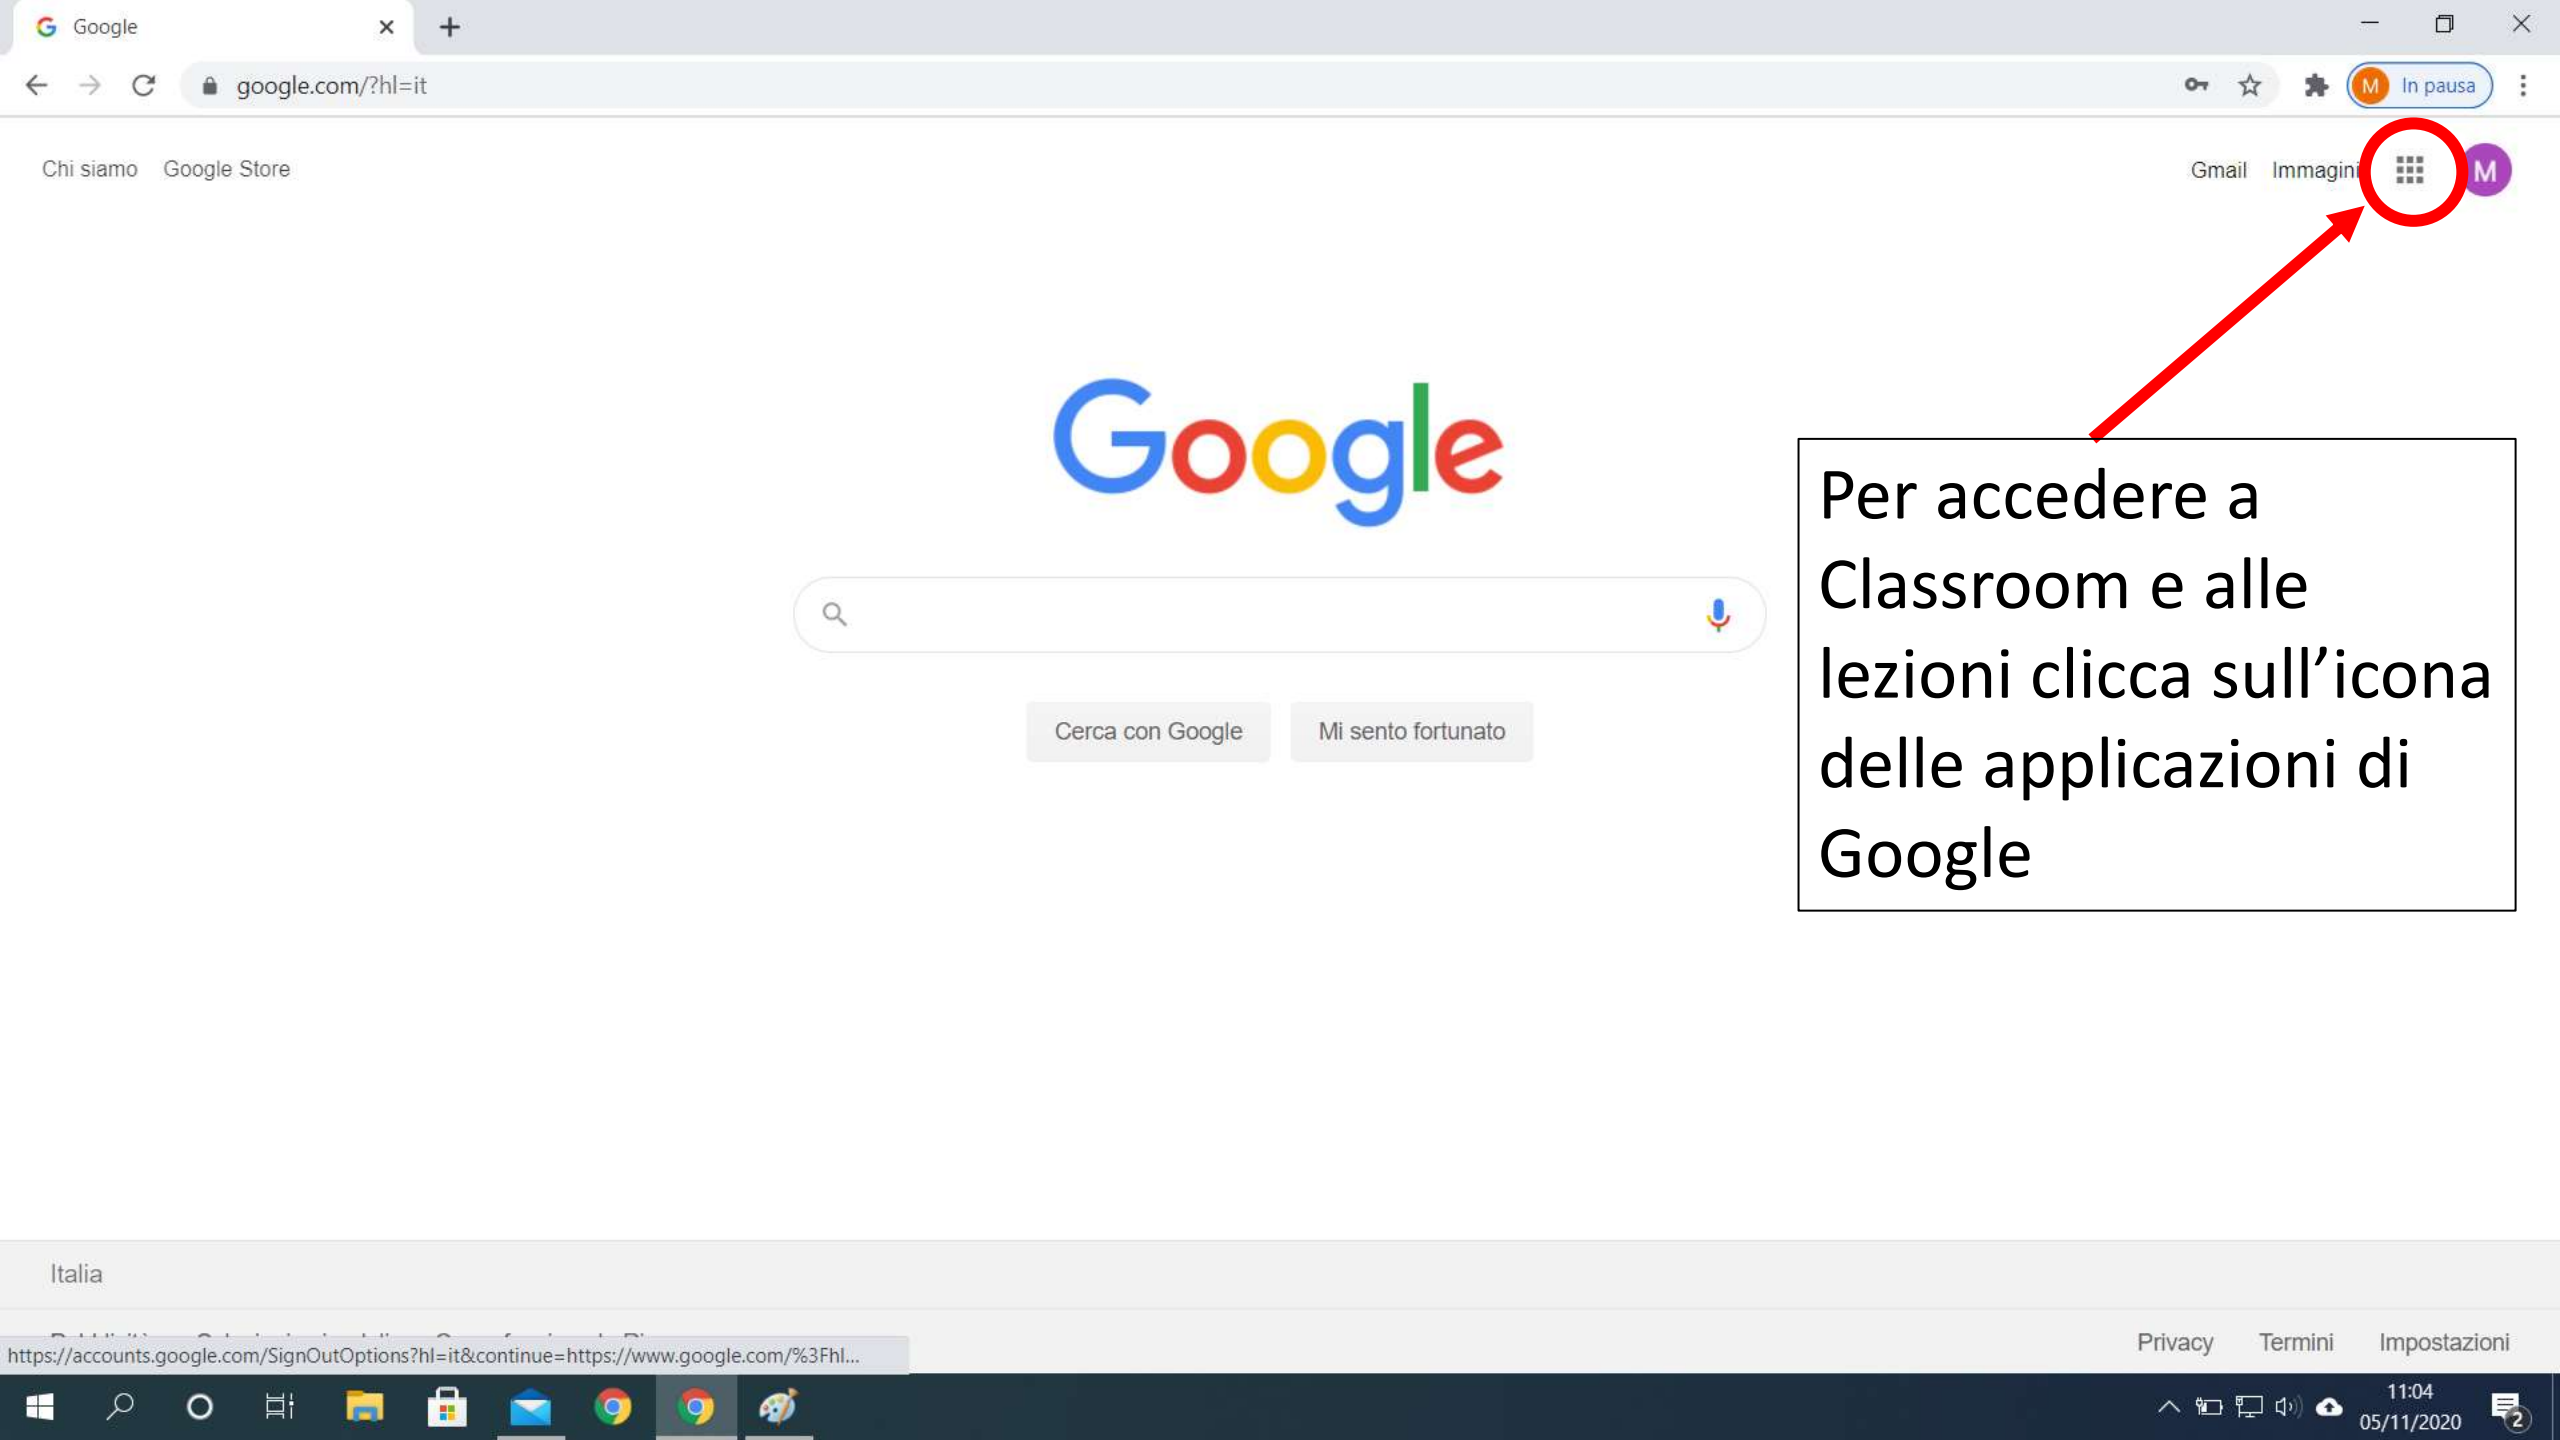 Google
google.com/?hl=it
M In pausa
Chi siamo Google Store
Gmail Immagini M
Google
Per accedere a
Classroom e alle
lezioni clicca sull’icona
delle applicazioni di
Google
Cerca con Google Mi sento fortunato
Italia
Privacy Termini Impostazioni
https://accounts.google.com/SignOutOptions?hl=it&continue=https://www.google.com/%3Fhl...
11:04
05/11/2020
2